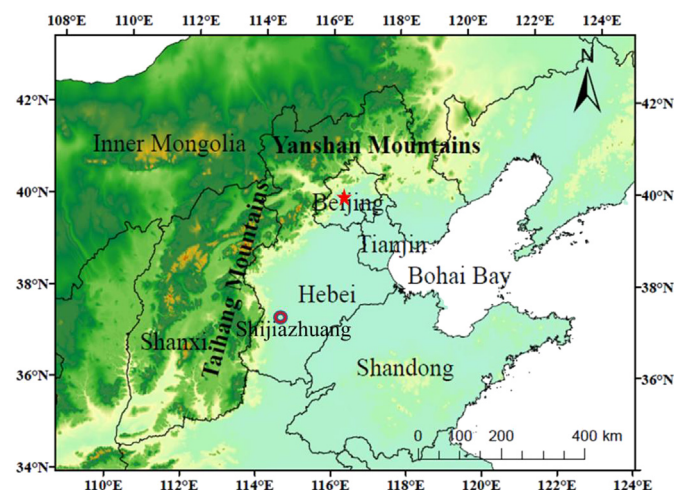 108°E 110°E 112°E 114°E 116°E 118°E 120°E 122°E 124°E
N
42°N
42°N
Inner Mongolia
Yanshan Mountains
40°N
40°N
Beijing
Taihang Mountains
Tianjin
38°N
38°N
Bohai Bay
Hebei
Shanxi
Shijiazhuang
Shandong
36°N
36°N
0 100 200 400 km
34°N
110°E 112°E 114°E 116°E 118°E 120°E 122°E 124°E